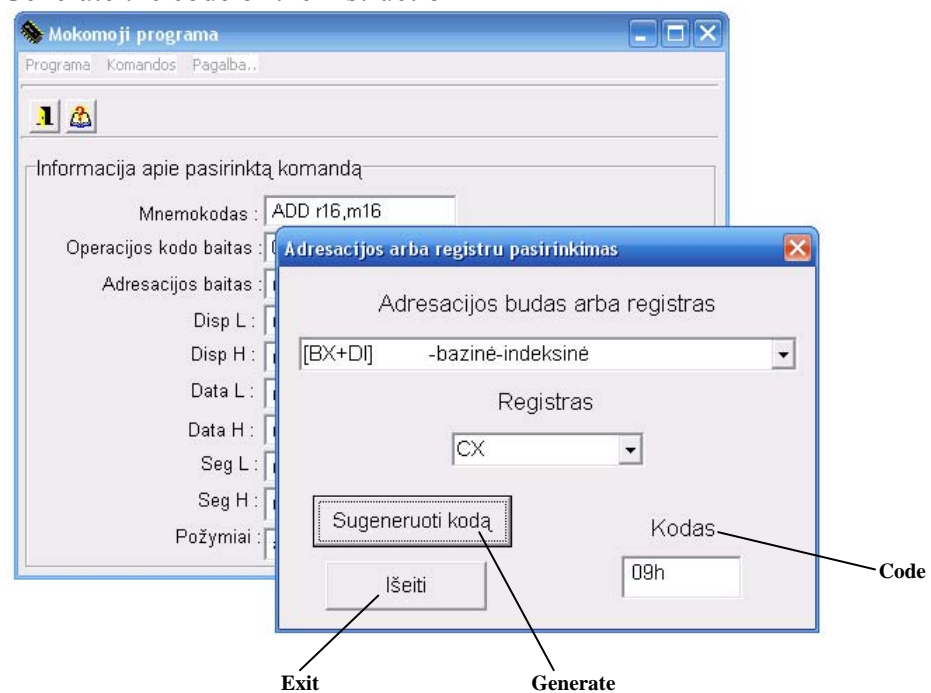 Mokomoji programa
Programa Komandos Pagalba..
Informacija apie pasirinktą komandą
Mnemokodas : ADD r16,m16
Operacijos kodo baitas :
Adresacijos baitas :
Disp L :
Disp H :
Data L :
Data H :
Seg L :
Seg H :
Požymiai :
Adresacijos arba registru pasirinkimas
Adresacijos budas arba registras
[BX+DI] -bazinė-indeksinė
Registras
CX
Sugeneruoti kodą
Kodas
Išeiti
09h
Code
Exit
Generate